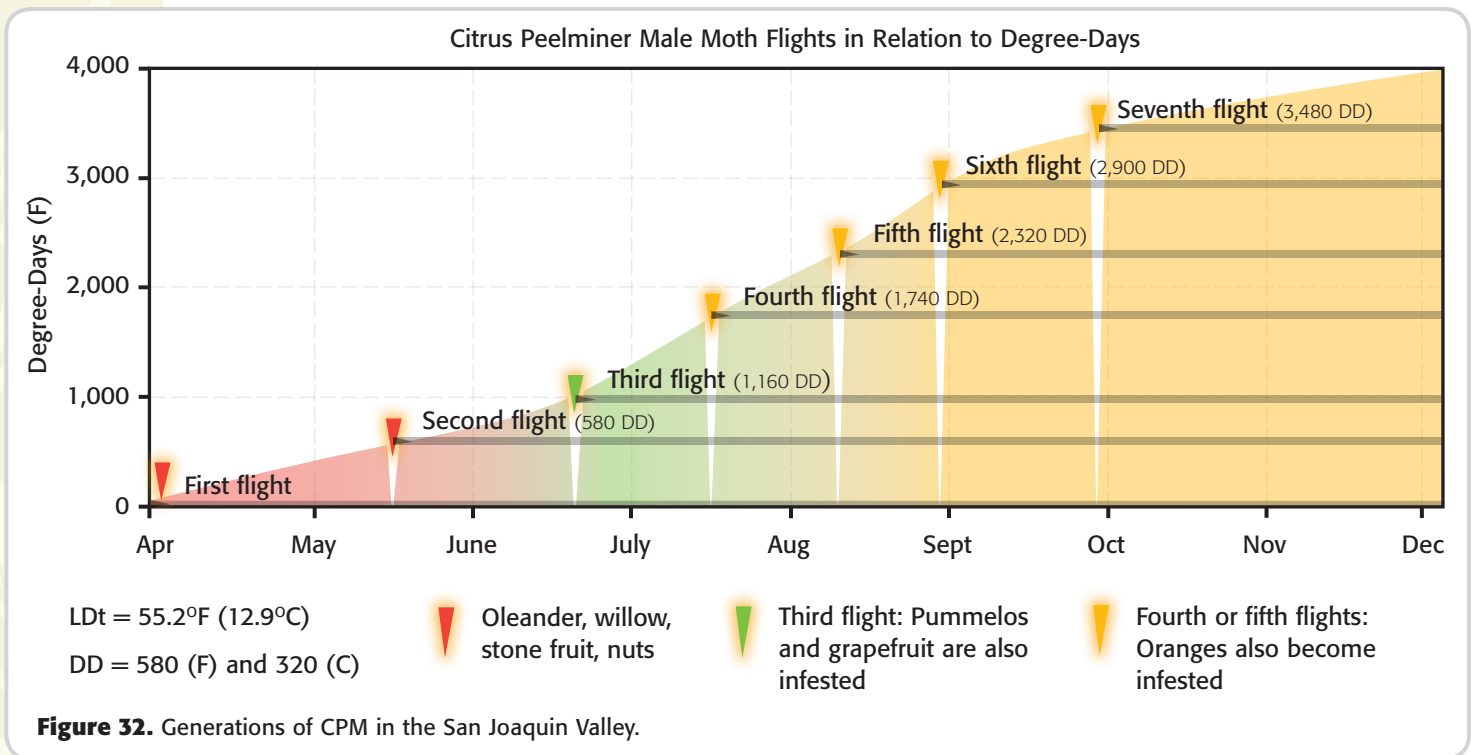 Citrus Peelminer Male Moth Flights in Relation to Degree-Days
Degree-Days (F)
4,000
3,000
2,000
1,000
0
Seventh flight (3,480 DD)
Sixth flight (2,900 DD)
Fifth flight (2,320 DD)
Fourth flight (1,740 DD)
Third flight (1,160 DD)
Second flight (580 DD)
First flight
Apr May June July Aug Sept Oct Nov Dec
LDt = 55.2ºF (12.9ºC)
DD = 580 (F) and 320 (C)
Oleander, willow,
stone fruit, nuts
Third flight: Pummelos
and grapefruit are also
infested
Fourth or fifth flights:
Oranges also become
infested
Figure 32. Generations of CPM in the San Joaquin Valley.